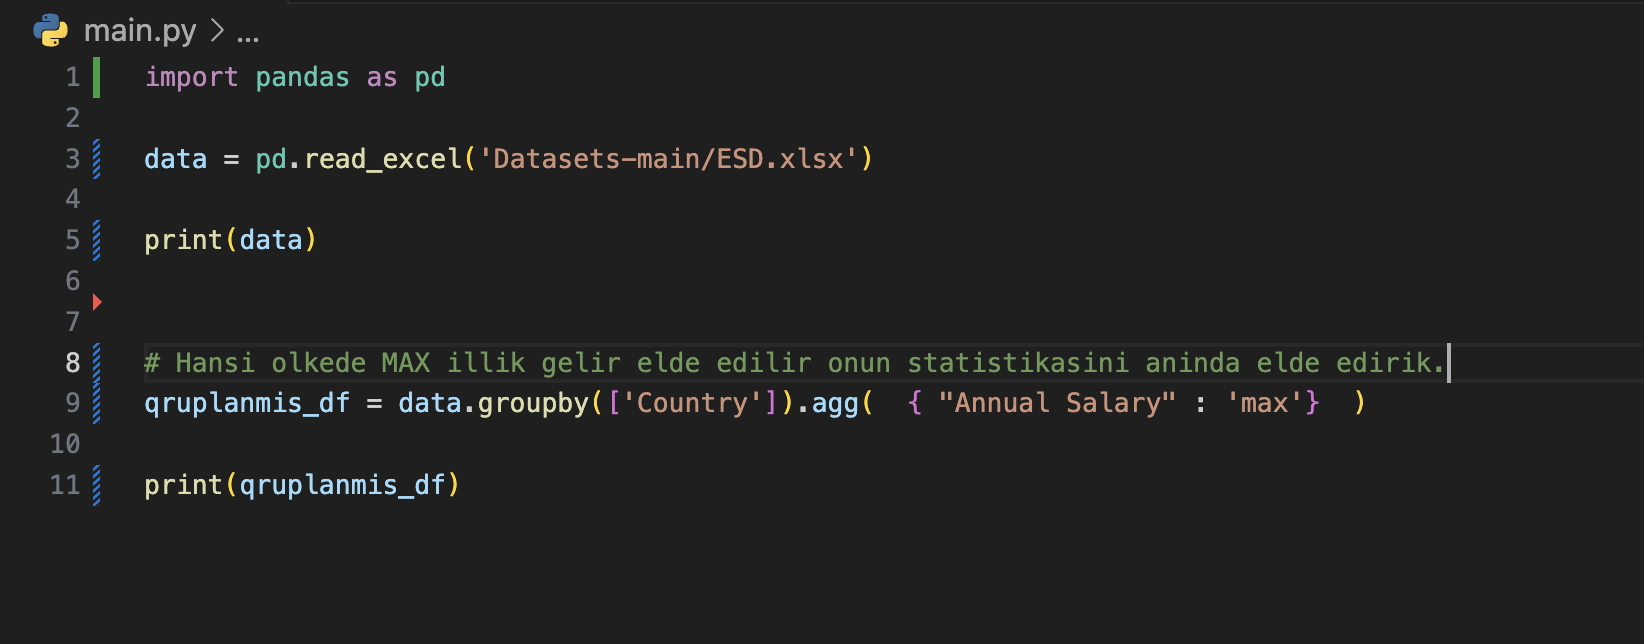 main.py > ...
1 import pandas as pd
2
3 data = pd.read_excel('Datasets-main/ESD.xlsx')
4
5 print(data)
6
7
8 # Hansi olkede MAX illik gelir elde edilir onun statistikasini aninda elde edirik.
9 qruplanmis_df = data.groupby(['Country']).agg(  { "Annual Salary" : 'max'}  )
10
11 print(qruplanmis_df)